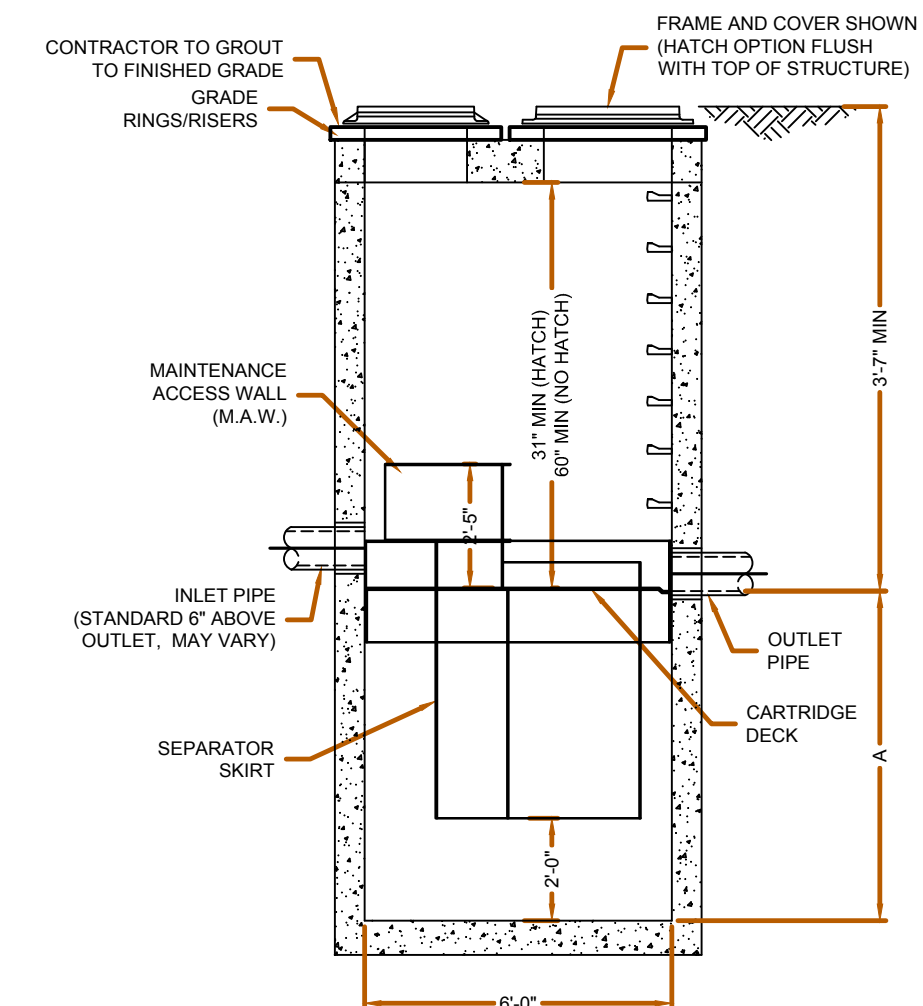 CONTRACTOR TO GROUT
TO FINISHED GRADE
GRADE
RINGS/RISERS
FRAME AND COVER SHOWN
(HATCH OPTION FLUSH
WITH TOP OF STRUCTURE)
31" MIN (HATCH)
60" MIN (NO HATCH)
3'-7" MIN
MAINTENANCE
ACCESS WALL
(M.A.W.)
2'-5"
INLET PIPE
(STANDARD 6" ABOVE
OUTLET, MAY VARY)
OUTLET
PIPE
CARTRIDGE
DECK
SEPARATOR
SKIRT
A
2'-0"
6'-0"